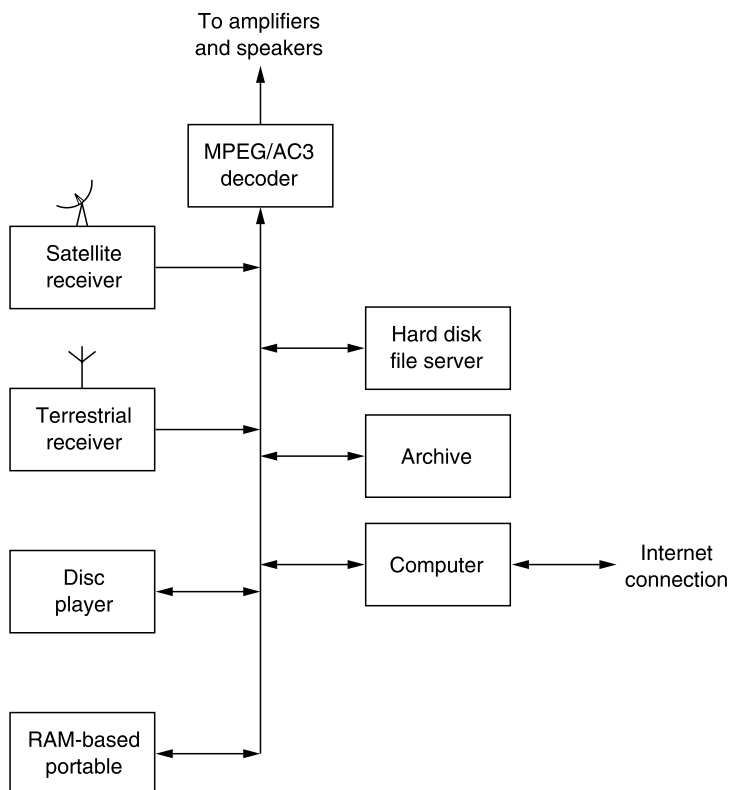 To amplifiers
and speakers
MPEG/AC3
decoder
Satellite
receiver
Hard disk
file server
Terrestrial
receiver
Archive
Computer
Internet
connection
Disc
player
RAM-based
portable